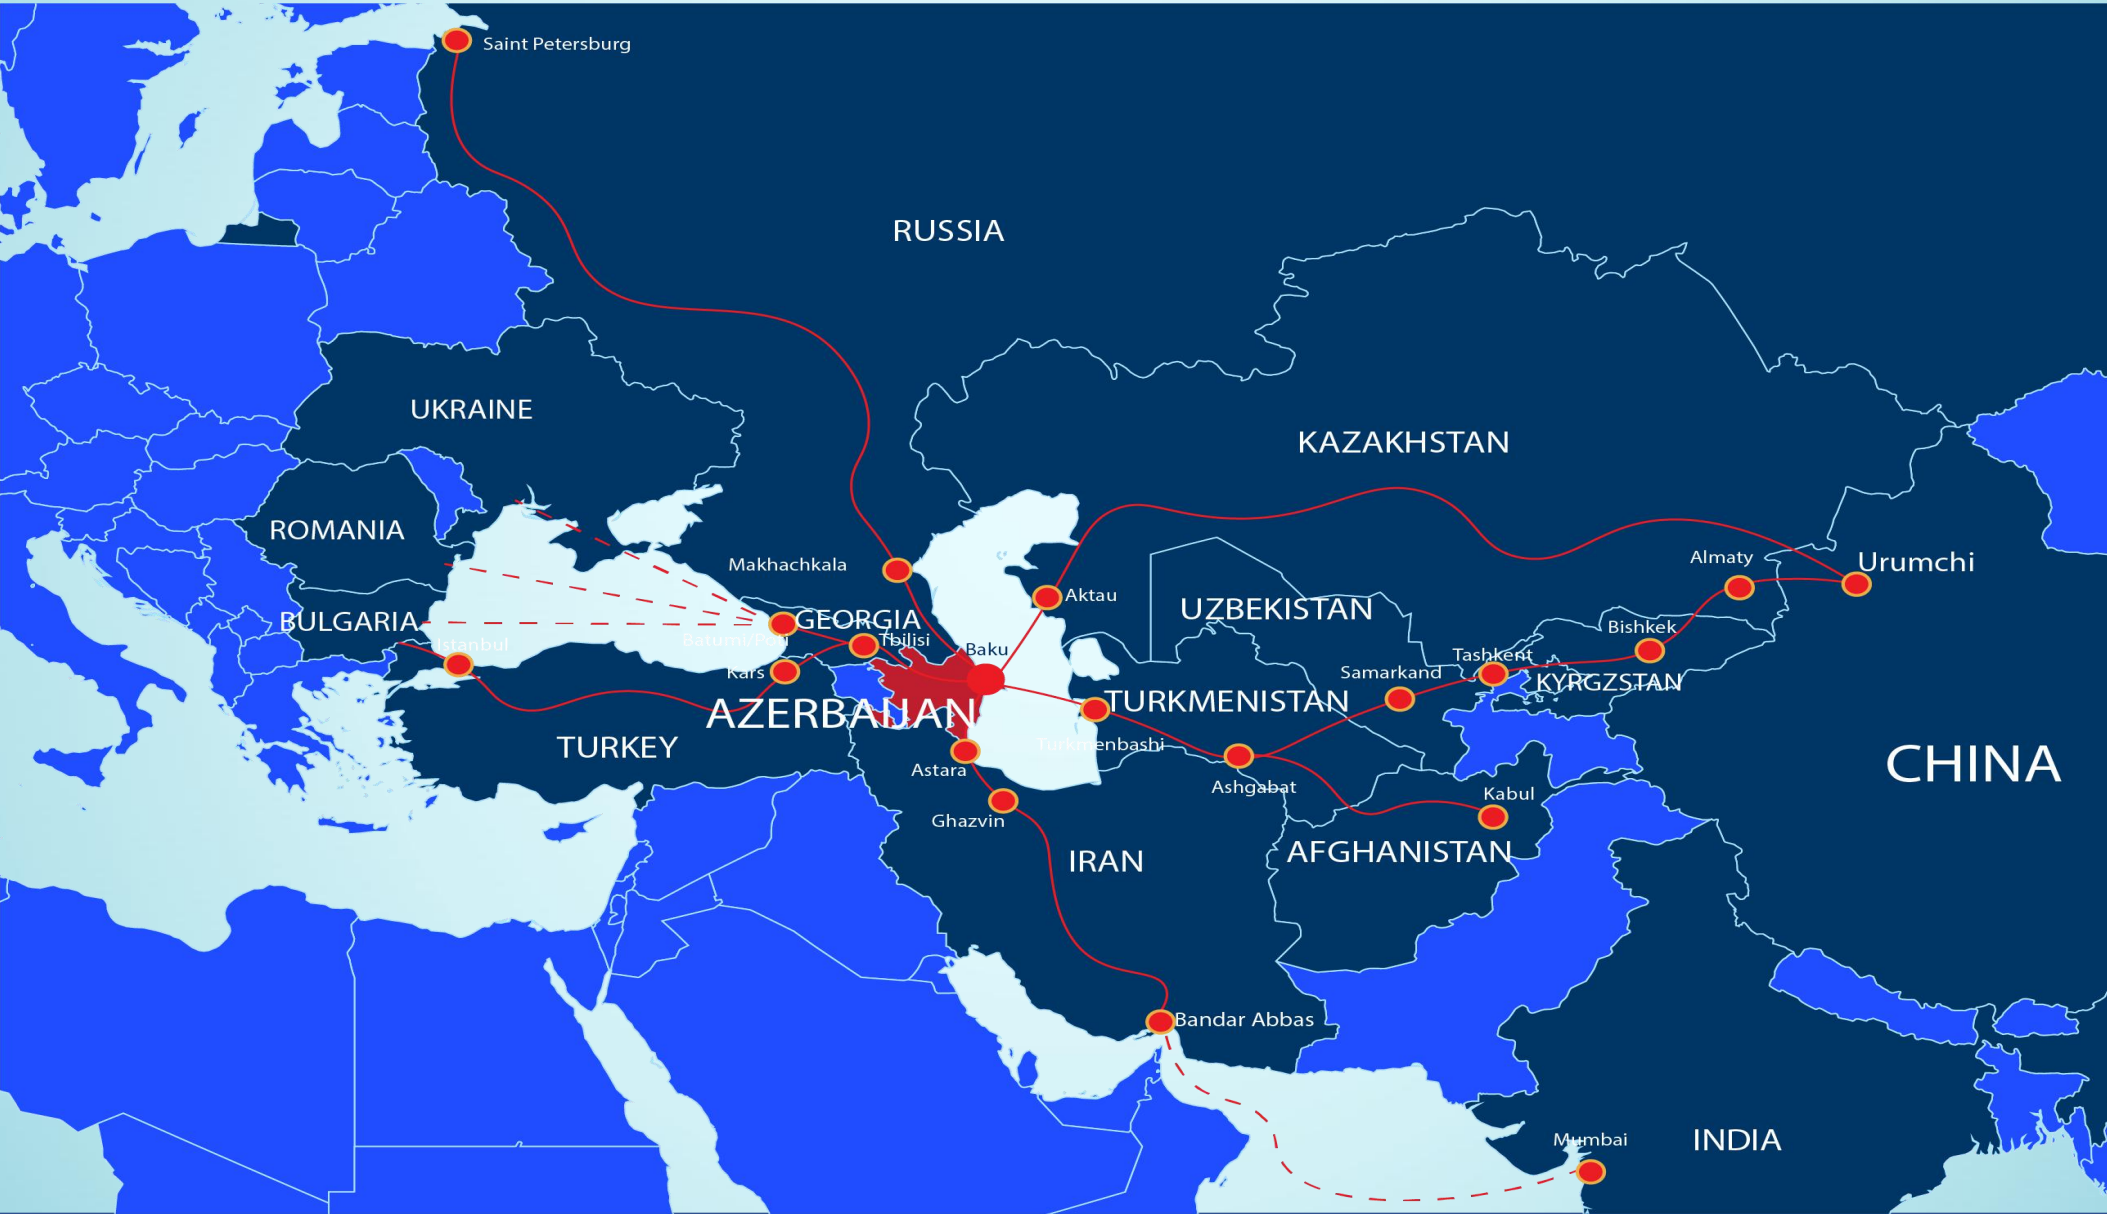 Saint Petersburg
RUSSIA
UKRAINE
KAZAKHSTAN
ROMANIA
Makhachkala
Almaty
Urumchi
Aktau
UZBEKISTAN
BULGARIA
GEORGIA
Bishkek
Istanbul
Batumi/Poti
Tbilisi
Baku
Tashkent
Kars
Samarkand
KYRGZSTAN
AZERBAIJAN
TURKMENISTAN
TURKEY
Turkmenbashi
CHINA
Astara
Ashgabat
Kabul
Ghazvin
IRAN
AFGHANISTAN
Bandar Abbas
Mumbai
INDIA